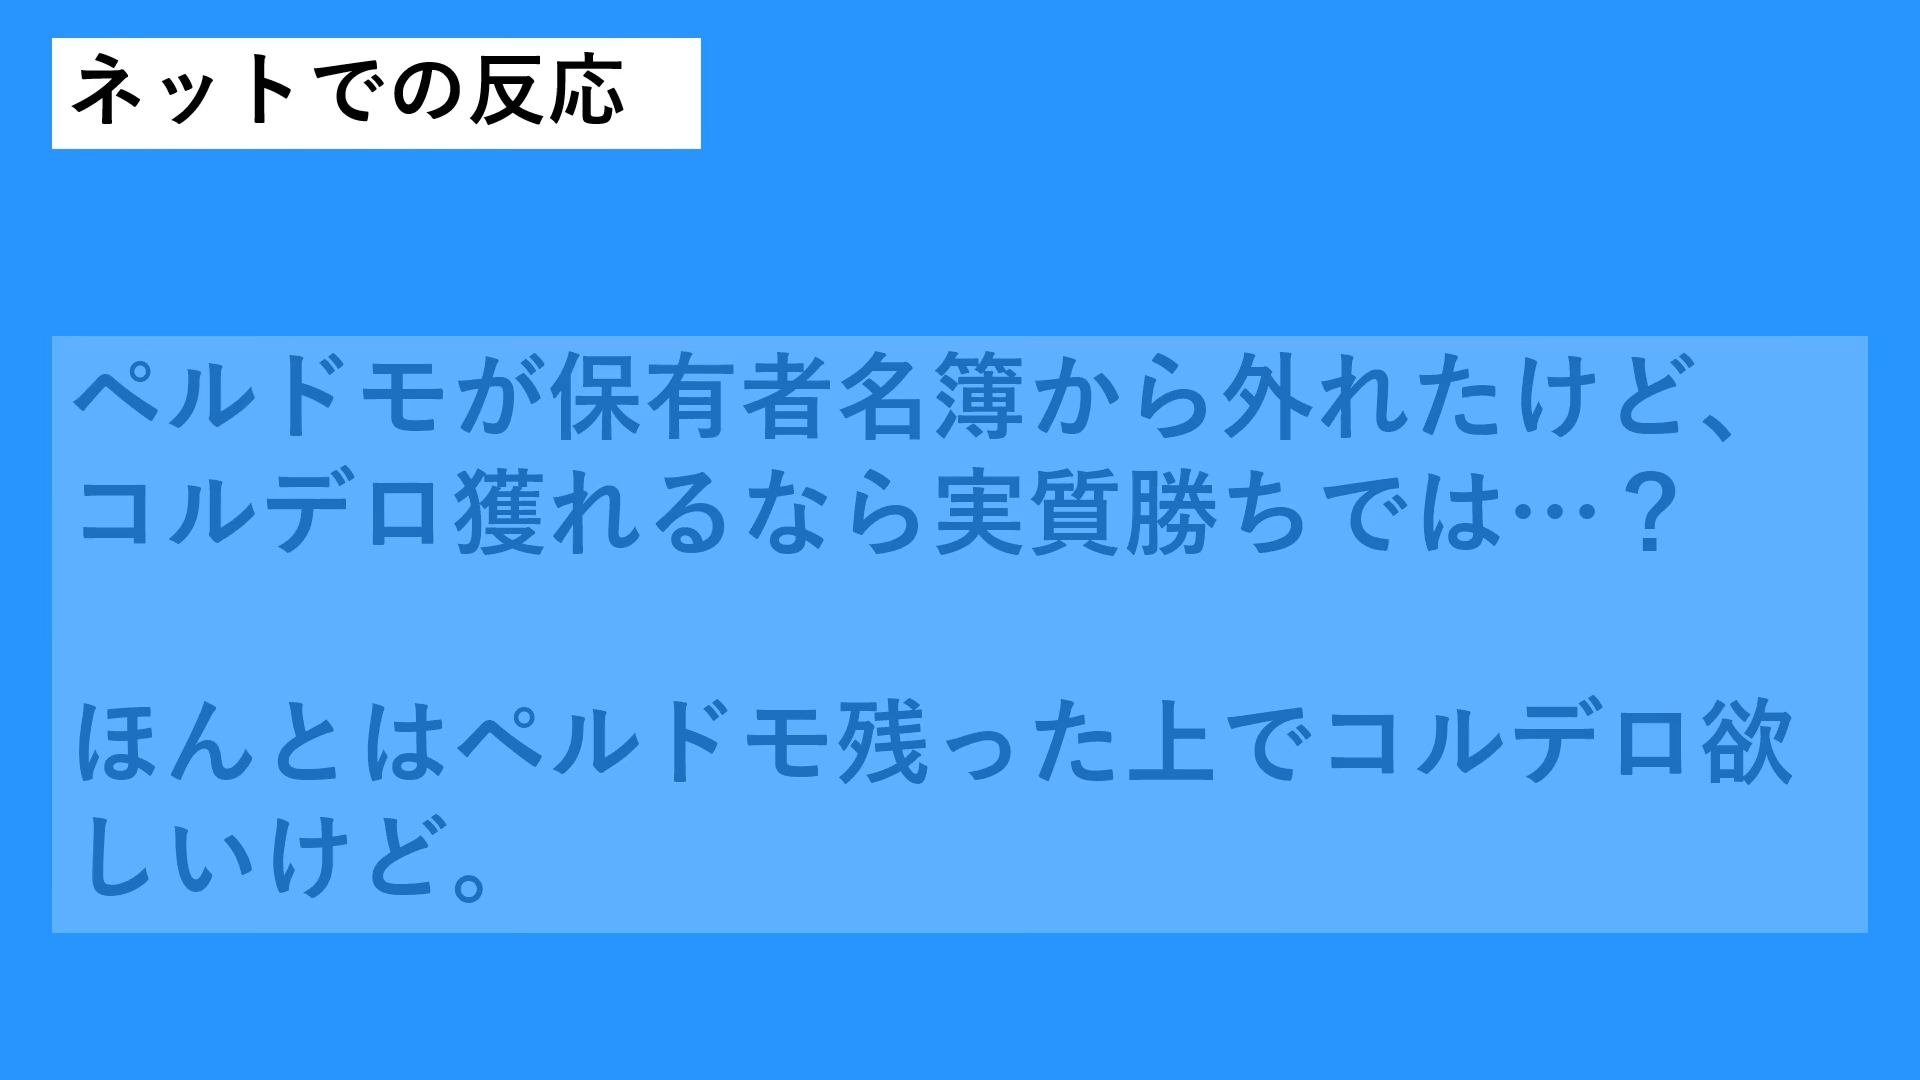 ネットでの反応
ペルドモが保有者名簿から外れたけど、
コルデロ獲れるなら実質勝ちでは…？
ほんとはペルドモ残った上でコルデロ欲
しいけど。